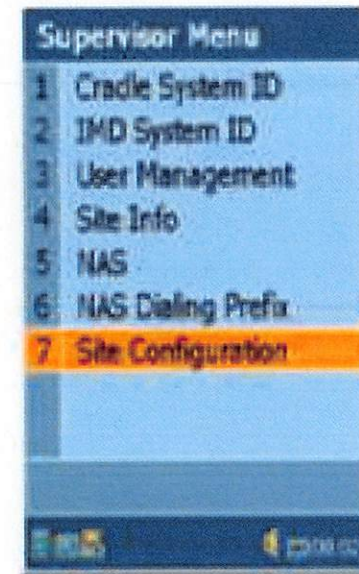 Supervisor Menu
1 Cradle System ID
2 IMD System ID
3 User Management
4 Site Info
5 NAS
6 NAS Dialing Prefix
7 Site Configuration